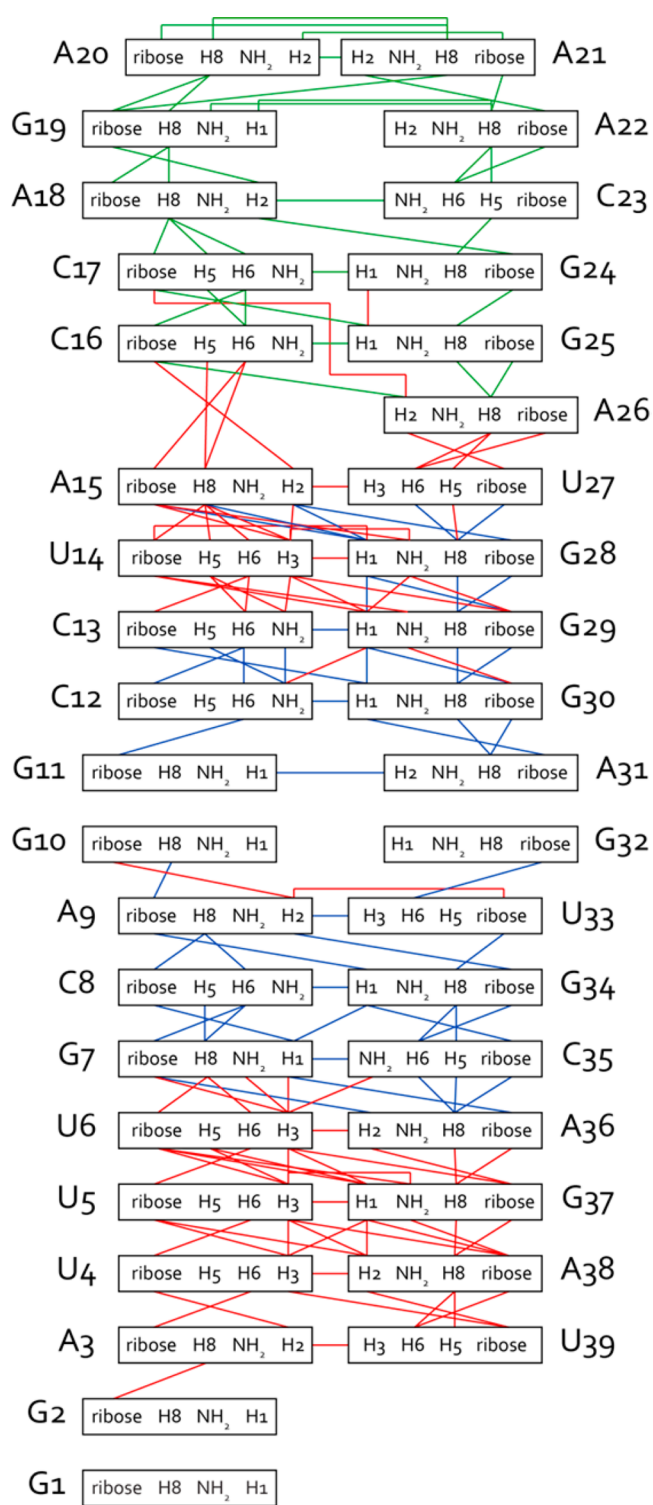 A20 ribose H8 NH₂ H2 H2 NH₂ H8 ribose A21
G19 ribose H8 NH₂ H1 H2 NH₂ H8 ribose A22
A18 ribose H8 NH₂ H2 NH₂ H6 H5 ribose C23
C17 ribose H5 H6 NH₂ H1 NH₂ H8 ribose G24
C16 ribose H5 H6 NH₂ H1 NH₂ H8 ribose G25
H2 NH₂ H8 ribose A26
A15 ribose H8 NH₂ H2 H3 H6 H5 ribose U27
U14 ribose H5 H6 H3 H1 NH₂ H8 ribose G28
C13 ribose H5 H6 NH₂ H1 NH₂ H8 ribose G29
C12 ribose H5 H6 NH₂ H1 NH₂ H8 ribose G30
G11 ribose H8 NH₂ H1 H2 NH₂ H8 ribose A31
G10 ribose H8 NH₂ H1 H1 NH₂ H8 ribose G32
A9 ribose H8 NH₂ H2 H3 H6 H5 ribose U33
C8 ribose H5 H6 NH₂ H1 NH₂ H8 ribose G34
G7 ribose H8 NH₂ H1 NH₂ H6 H5 ribose C35
U6 ribose H5 H6 H3 H2 NH₂ H8 ribose A36
U5 ribose H5 H6 H3 H1 NH₂ H8 ribose G37
U4 ribose H5 H6 H3 H2 NH₂ H8 ribose A38
A3 ribose H8 NH₂ H2 H3 H6 H5 ribose U39
G2 ribose H8 NH₂ H1
G1 ribose H8 NH₂ H1